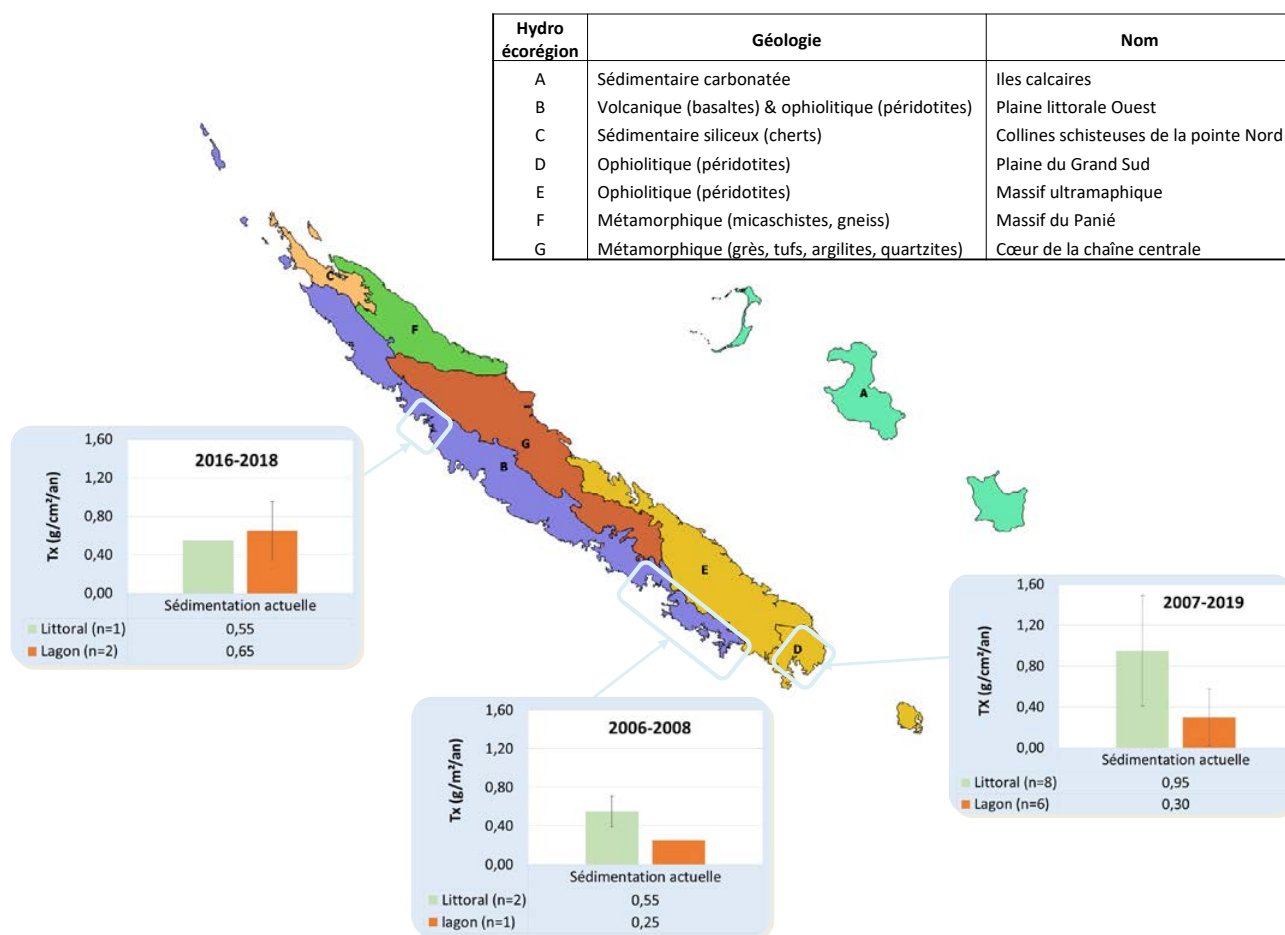 Hydro écorégion Géologie Nom
A Sédimentaire carbonatée Iles calcaires
B Volcanique (basaltes) & ophiolitique (péridotites) Plaine littorale Ouest
C Sédimentaire siliceux (cherts) Collines schisteuses de la pointe Nord
D Ophiolitique (péridotites) Plaine du Grand Sud
E Ophiolitique (péridotites) Massif ultramaphique
F Métamorphique (micaschistes, gneiss) Massif du Panié
G Métamorphique (grès, tufs, argilites, quartzites) Cœur de la chaîne centrale
C
F
A
G
B
E
D
2016-2018
Tx (g/cm²/an)
1,60
1,20
0,80
0,40
0,00
Sédimentation actuelle
Littoral (n=1) 0,55
Lagon (n=2) 0,65
2006-2008
Tx (g/m²/an)
1,60
1,20
0,80
0,40
0,00
Sédimentation actuelle
Littoral (n=2) 0,55
lagon (n=1) 0,25
2007-2019
TX (g/cm²/an)
1,60
1,20
0,80
0,40
0,00
Sédimentation actuelle
Littoral (n=8) 0,95
Lagon (n=6) 0,30